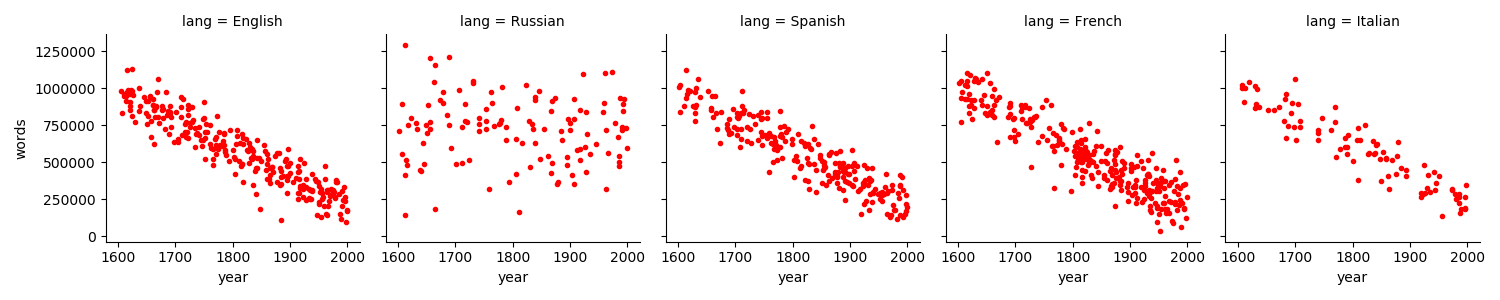 lang = English
lang = Russian
lang = Spanish
lang = French
lang = Italian
words
1250000
1000000
750000
500000
250000
0
1600 1700 1800 1900 2000
1600 1700 1800 1900 2000
1600 1700 1800 1900 2000
1600 1700 1800 1900 2000
1600 1700 1800 1900 2000
year
year
year
year
year